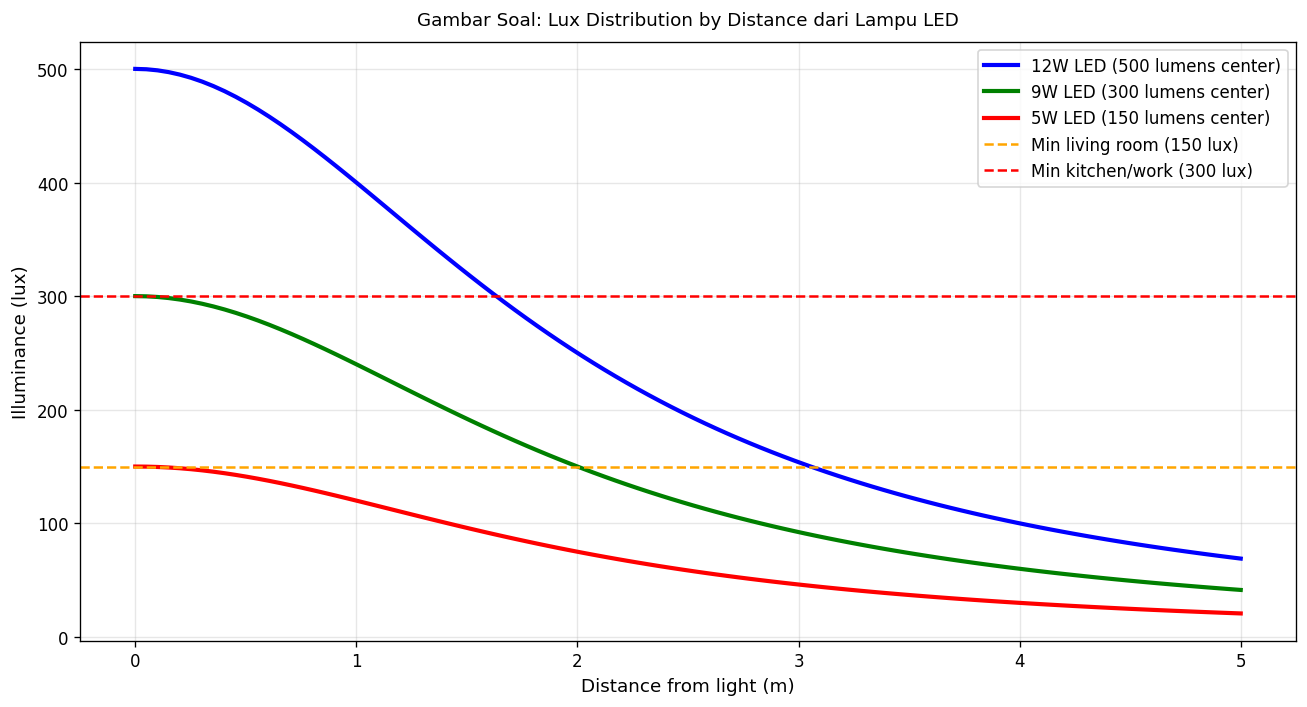 Gambar Soal: Lux Distribution by Distance dari Lampu LED
Illuminance (lux)
500
400
300
200
100
0
12W LED (500 lumens center)
9W LED (300 lumens center)
5W LED (150 lumens center)
Min living room (150 lux)
Min kitchen/work (300 lux)
0 1 2 3 4 5
Distance from light (m)